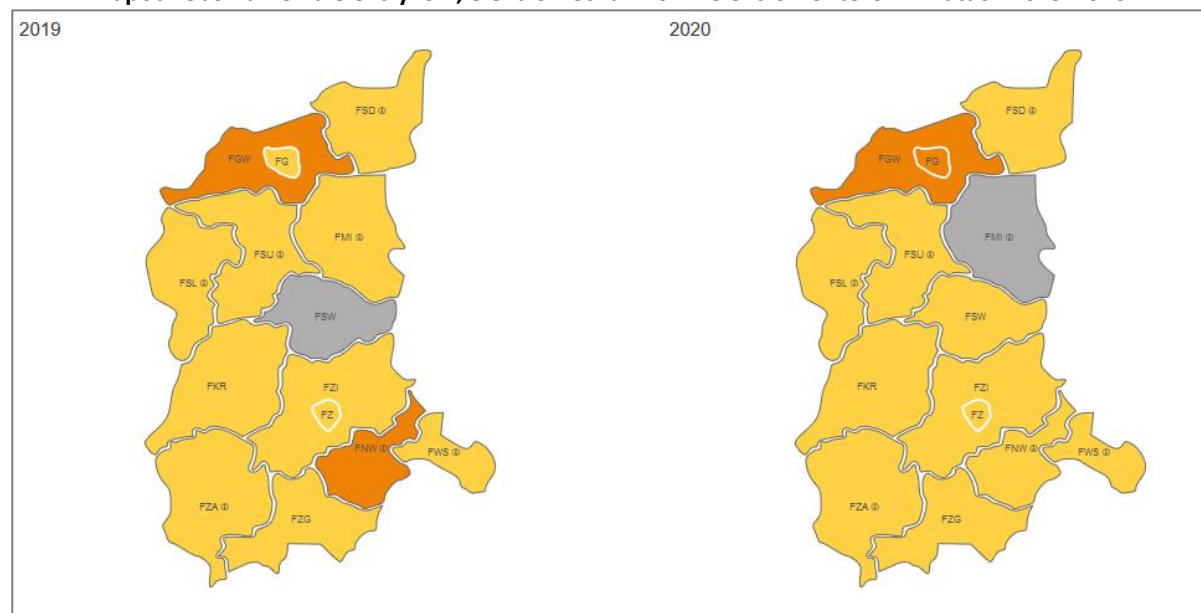 2019
FSD ⓘ
FGW
FG
FMI ⓘ
FSU ⓘ
FSL ⓘ
FSW
FKR
FZI
FZ
FNW ⓘ
FWS ⓘ
FZA ⓘ
FZG
2020
FSD ⓘ
FGW
FG
FMI ⓘ
FSU ⓘ
FSL ⓘ
FSW
FKR
FZI
FZ
FNW ⓘ
FWS ⓘ
FZA ⓘ
FZG